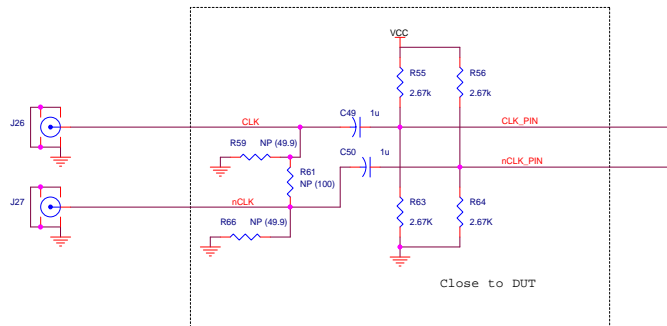 VCC
R55
R56
2.67k
2.67k
J26
C49
1u
CLK
CLK_PIN
R59
NP (49.9)
C50
1u
R61
NP (100)
nCLK_PIN
J27
nCLK
R63
R64
R66
NP (49.9)
2.67K
2.67K
Close to DUT